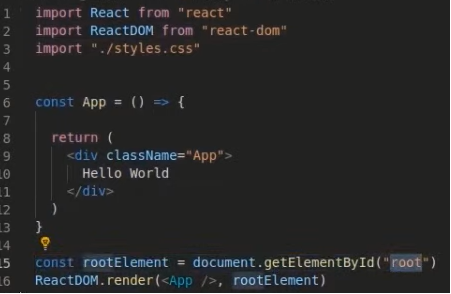 1 import React from "react"
2 import ReactDOM from "react-dom"
3 import "./styles.css"
4
5
6 const App = () => {
7
8 return (
9 <div className="App">
10 Hello World
11 </div>
12 )
13 }
14
15 const rootElement = document.getElementById("root")
16 ReactDOM.render(<App />, rootElement)